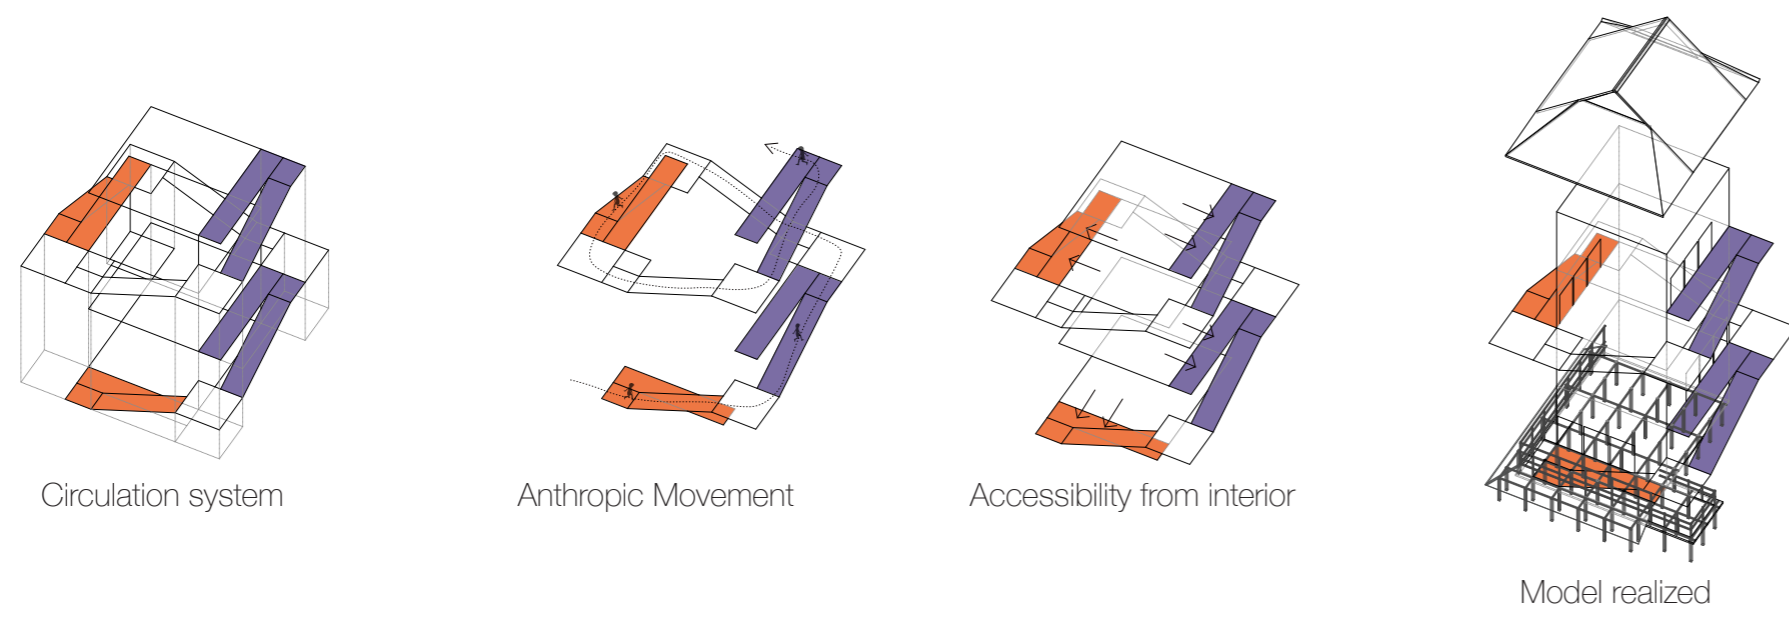 Circulation system
Anthropic Movement
Accessibility from interior
Model realized